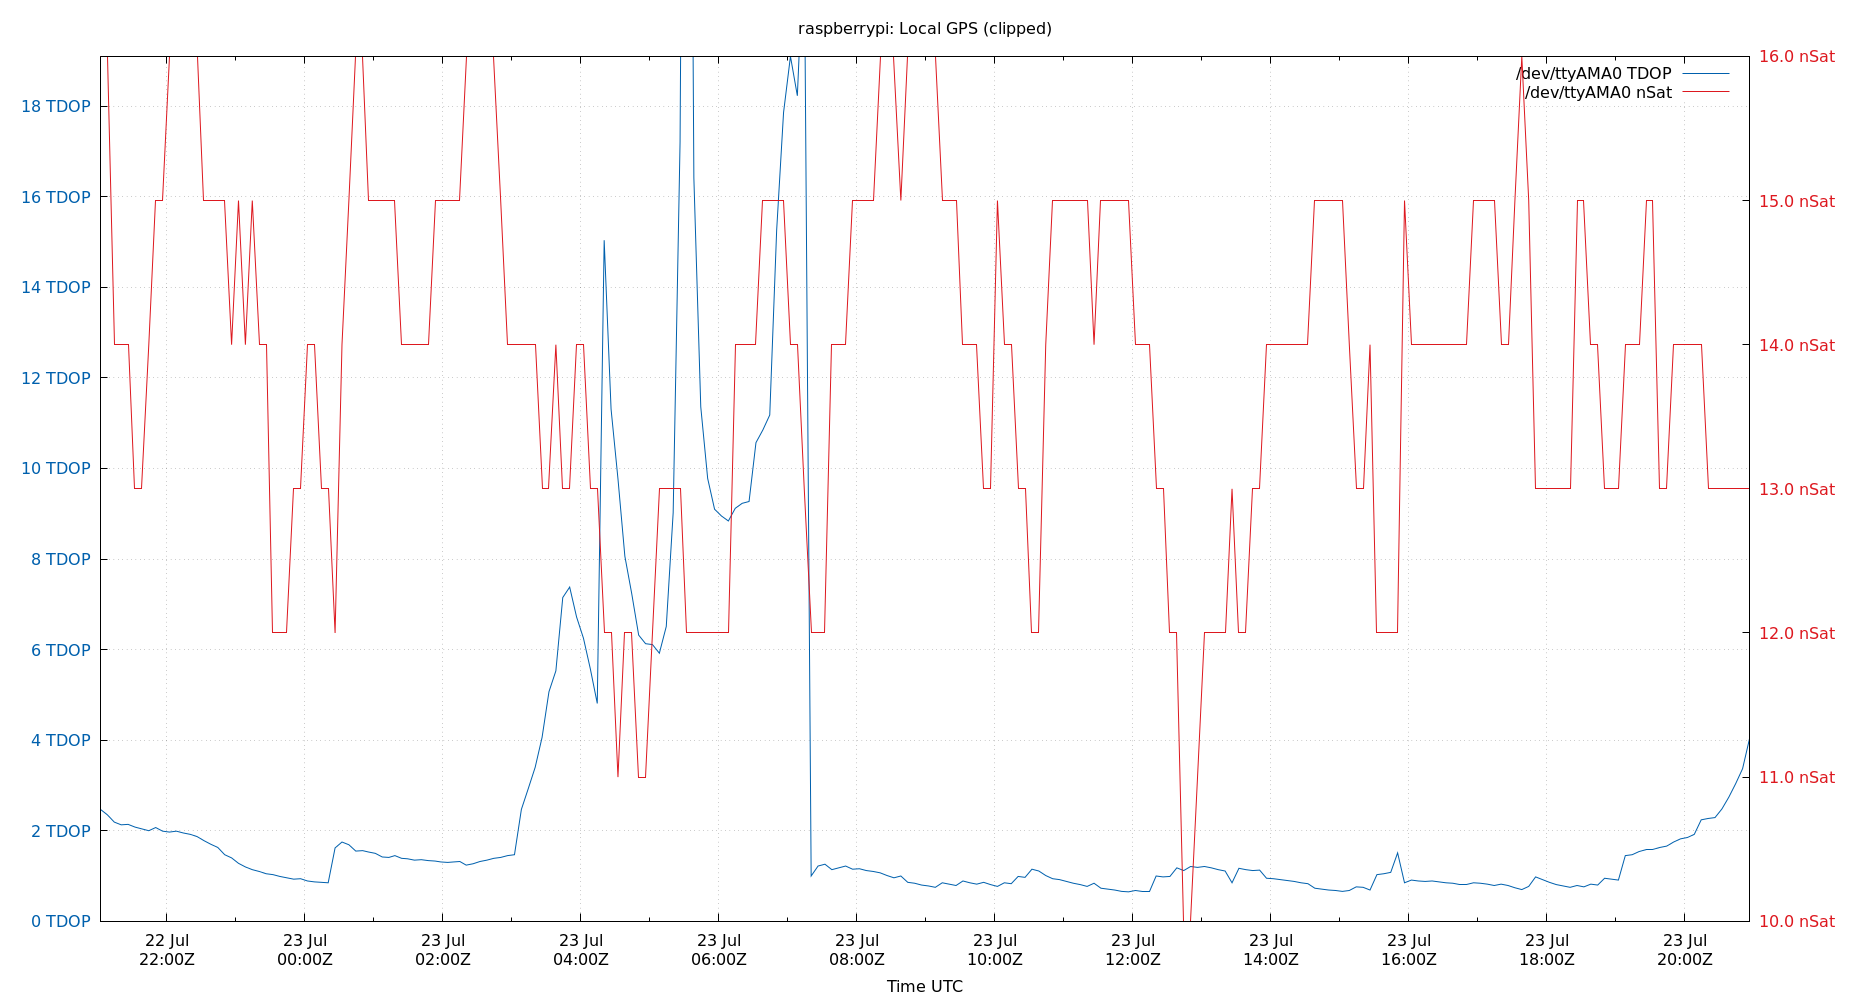 raspberrypi: Local GPS (clipped)
/dev/ttyAMA0 TDOP
/dev/ttyAMA0 nSat
18 TDOP
16 TDOP
14 TDOP
12 TDOP
10 TDOP
8 TDOP
6 TDOP
4 TDOP
2 TDOP
0 TDOP
16.0 nSat
15.0 nSat
14.0 nSat
13.0 nSat
12.0 nSat
11.0 nSat
10.0 nSat
22 Jul
22:00Z
23 Jul
00:00Z
23 Jul
02:00Z
23 Jul
04:00Z
23 Jul
06:00Z
23 Jul
08:00Z
23 Jul
10:00Z
23 Jul
12:00Z
23 Jul
14:00Z
23 Jul
16:00Z
23 Jul
18:00Z
23 Jul
20:00Z
Time UTC